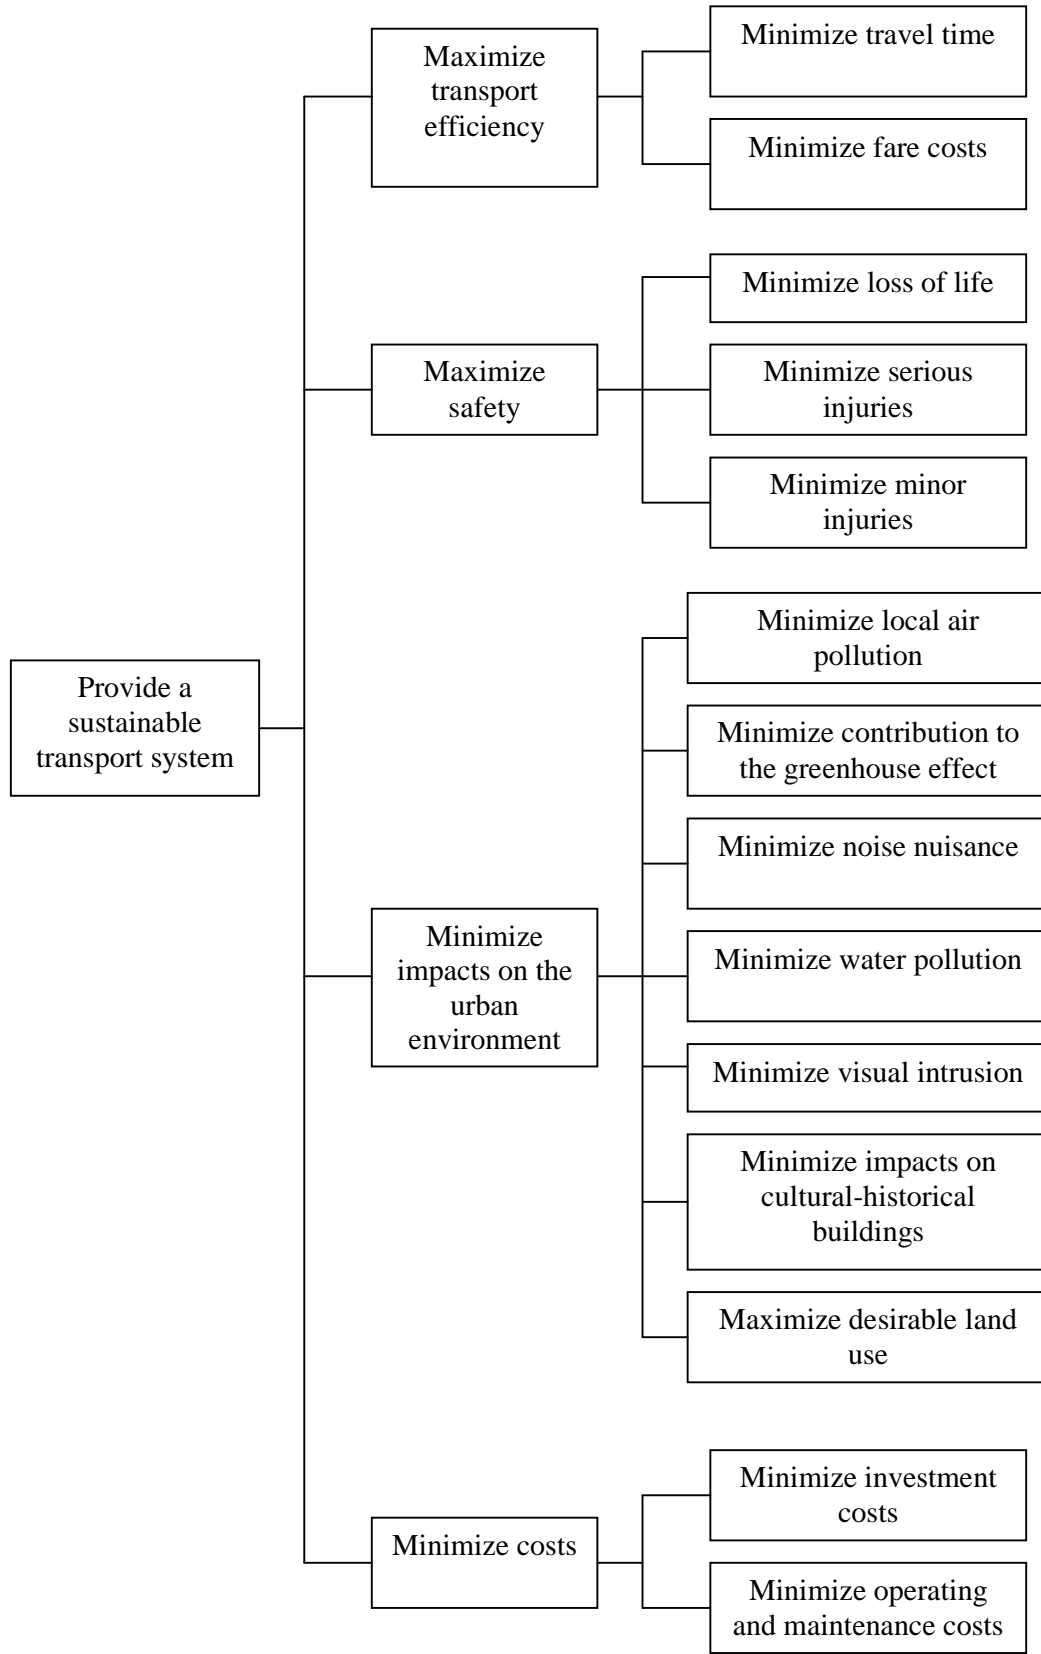 Maximize
transport
efficiency
Minimize travel time
Minimize fare costs
Maximize
safety
Minimize loss of life
Minimize serious
injuries
Minimize minor
injuries
Provide a
sustainable
transport system
Minimize
impacts on the
urban
environment
Minimize local air
pollution
Minimize contribution to
the greenhouse effect
Minimize noise nuisance
Minimize water pollution
Minimize visual intrusion
Minimize impacts on
cultural-historical
buildings
Maximize desirable land
use
Minimize costs
Minimize investment
costs
Minimize operating
and maintenance costs